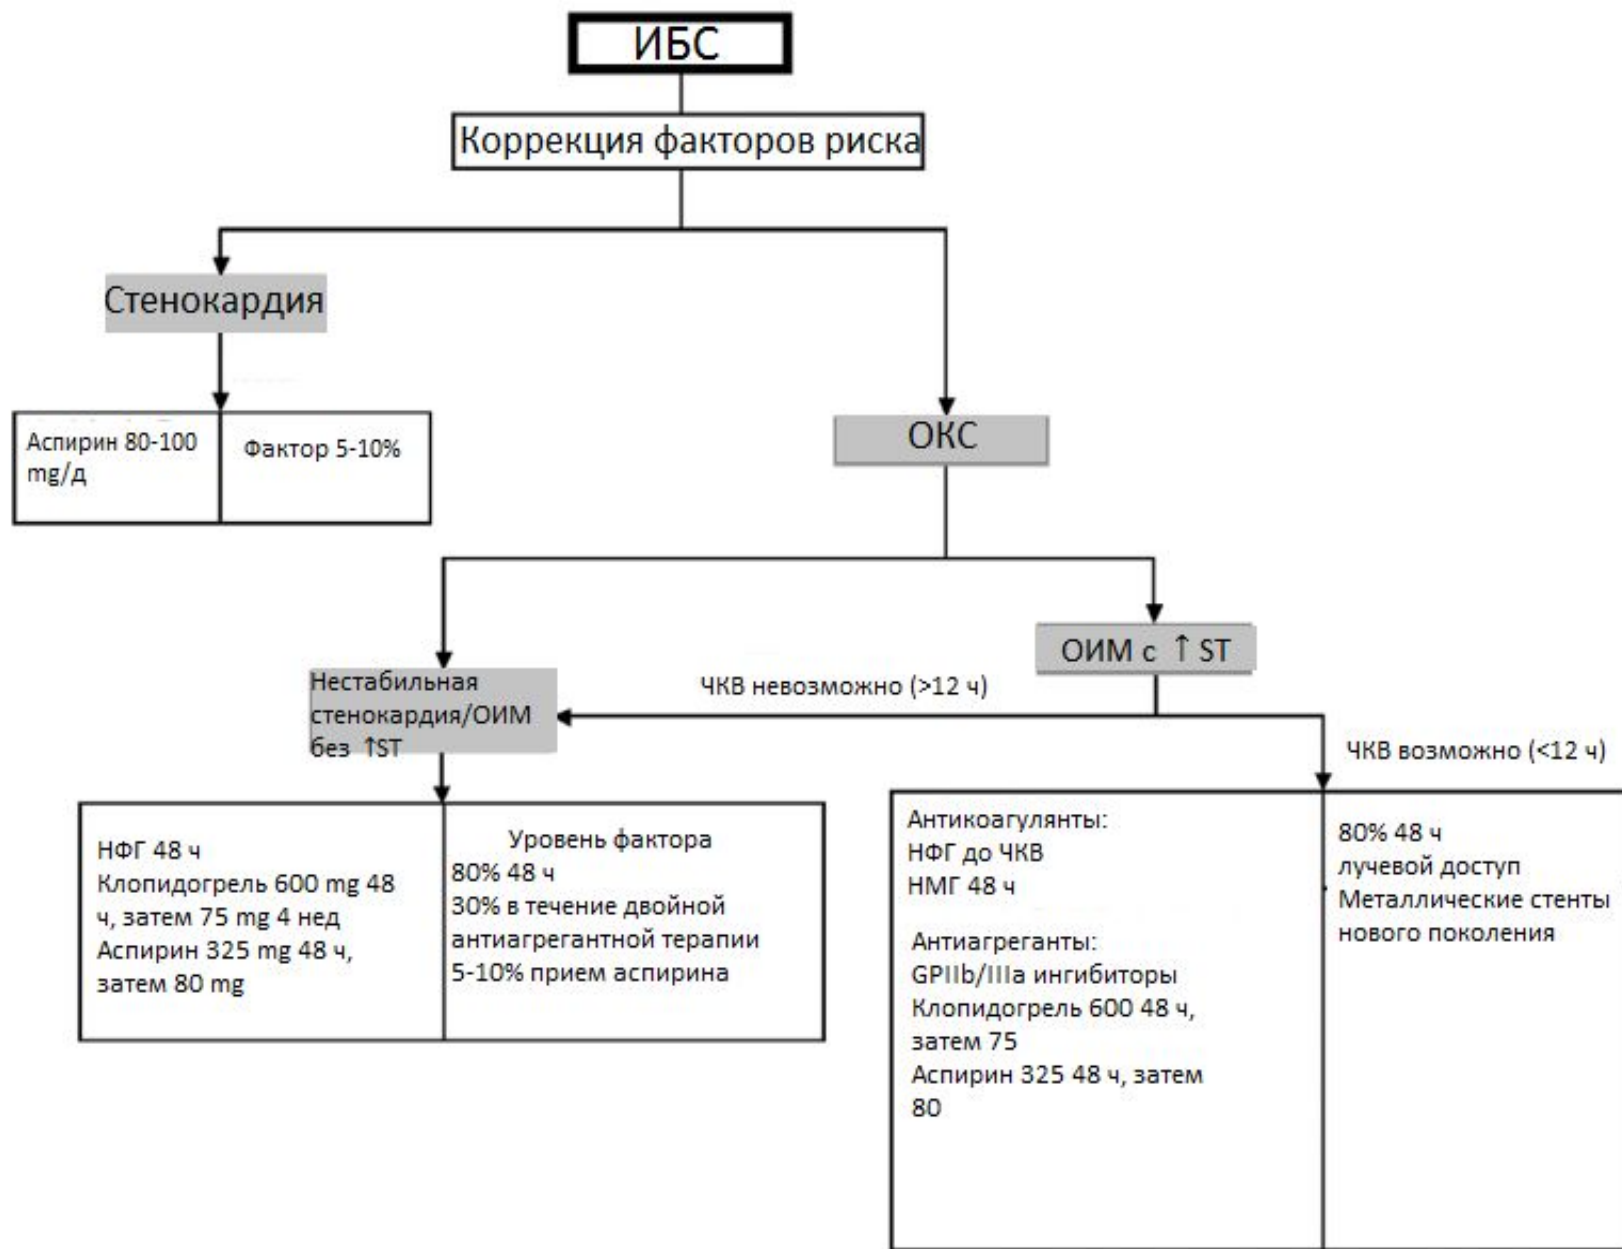 ИБС
Коррекция факторов риска
Стенокардия
Аспирин 80-100
mg/д
Фактор 5-10%
ОКС
ОИМ с ↑ ST
ЧКВ невозможно (>12 ч)
Нестабильная
стенокардия/ОИМ
без ↑ST
ЧКВ возможно (<12 ч)
НФГ 48 ч
Клопидогрель 600 mg 48
ч, затем 75 mg 4 нед
Аспирин 325 mg 48 ч,
затем 80 mg
Уровень фактора
80% 48 ч
30% в течение двойной
антиагрегантной терапии
5-10% прием аспирина
Антикоагулянты:
НФГ до ЧКВ
НМГ 48 ч
Антиагреганты:
GPIIb/IIIa ингибиторы
Клопидогрель 600 48 ч,
затем 75
Аспирин 325 48 ч, затем
80
80% 48 ч
лучевой доступ
Металлические стенты
нового поколения